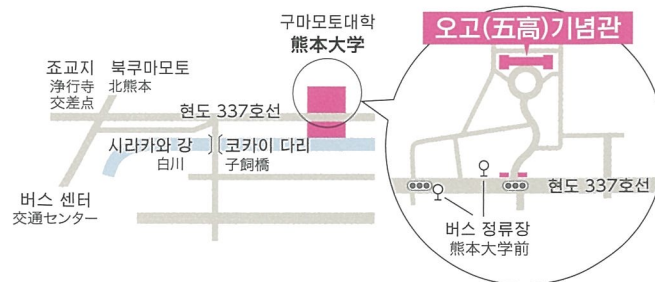 구마모토대학
熊本大学
오고(五高)기념관
죠교지
浄行寺
交差点
북쿠마모토
北熊本
현도 337호선
시라카와 강
白川
코카이 다리
子飼橋
버스 센터
交通センター
현도 337호선
버스 정류장
熊本大学前